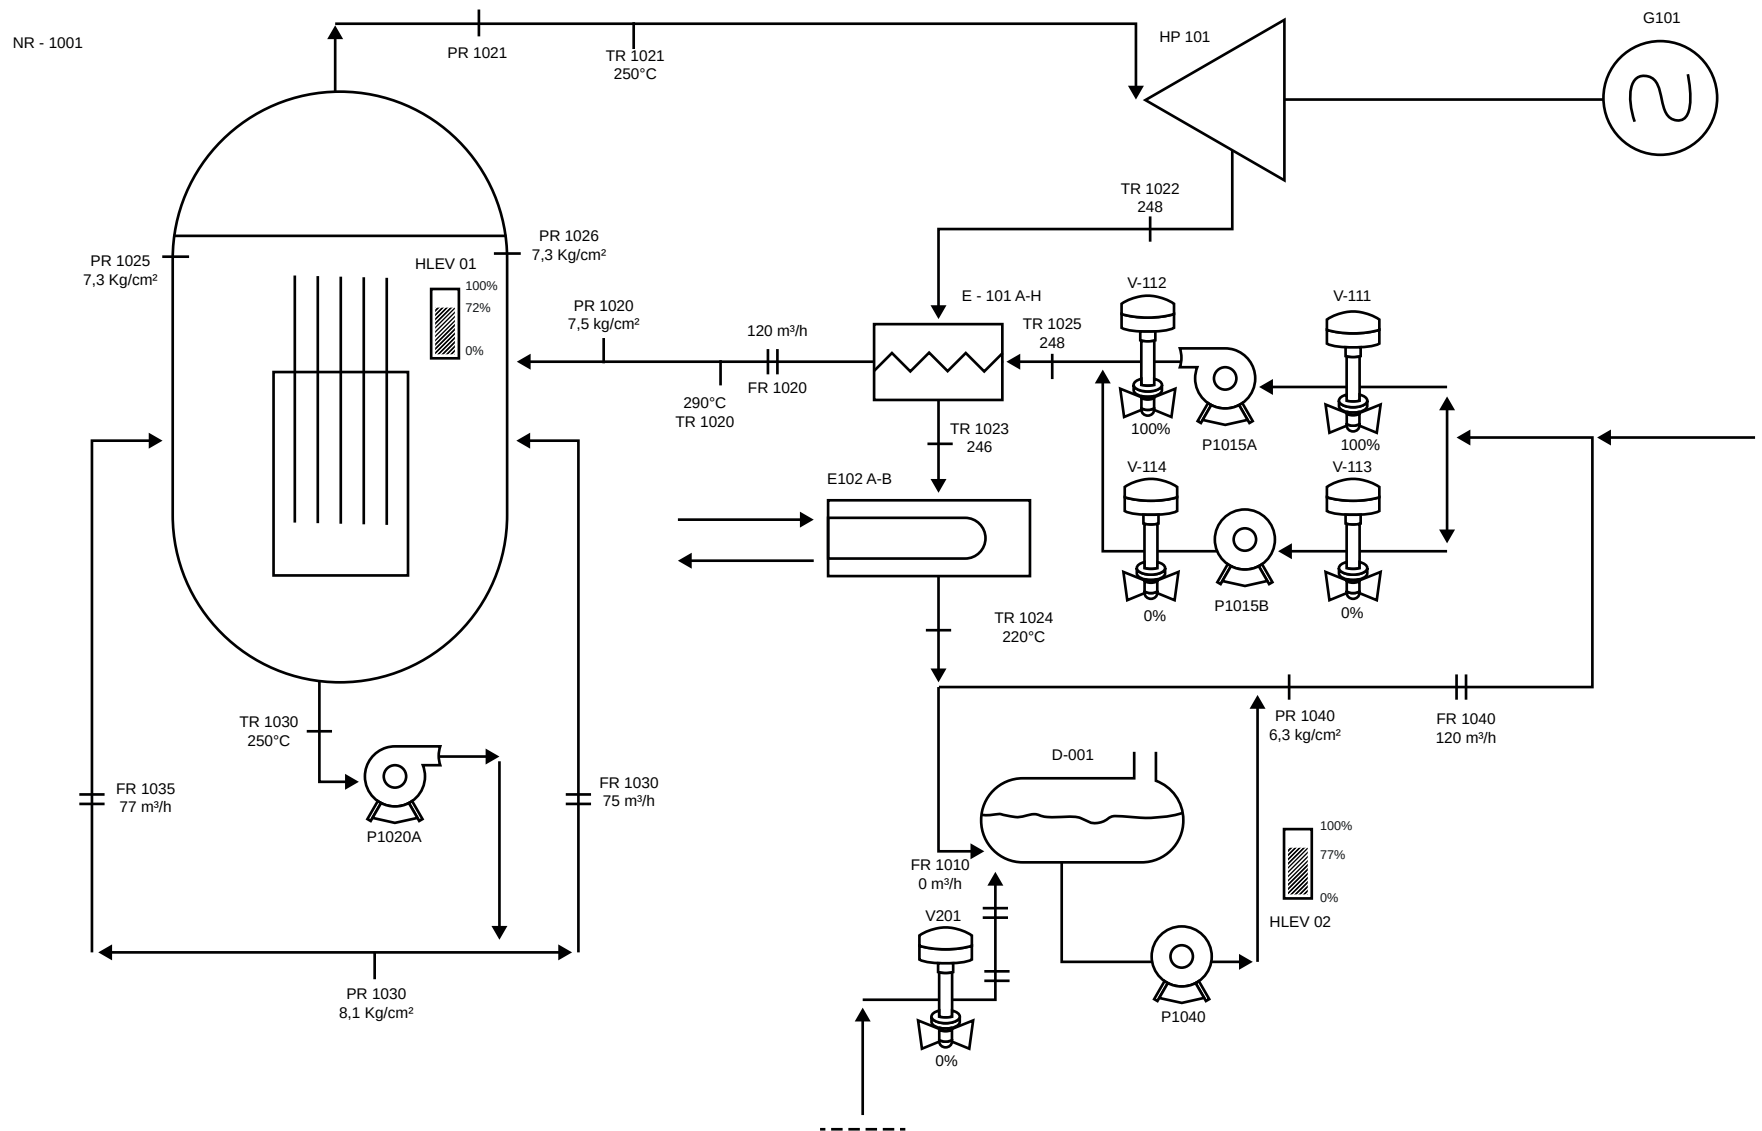 NR - 1001
PR 1021
TR 1021
250°C
HP 101
G101
TR 1022
248
PR 1025
7,3 Kg/cm²
PR 1026
7,3 Kg/cm²
HLEV 01
100%
72%
0%
PR 1020
7,5 kg/cm²
120 m³/h
FR 1020
290°C
TR 1020
E - 101 A-H
TR 1025
248
V-112
100%
V-111
100%
P1015A
TR 1023
246
E102 A-B
V-114
0%
V-113
0%
P1015B
TR 1024
220°C
TR 1030
250°C
FR 1035
77 m³/h
P1020A
FR 1030
75 m³/h
PR 1040
6,3 kg/cm²
FR 1040
120 m³/h
D-001
100%
77%
0%
HLEV 02
FR 1010
0 m³/h
V201
0%
P1040
PR 1030
8,1 Kg/cm²